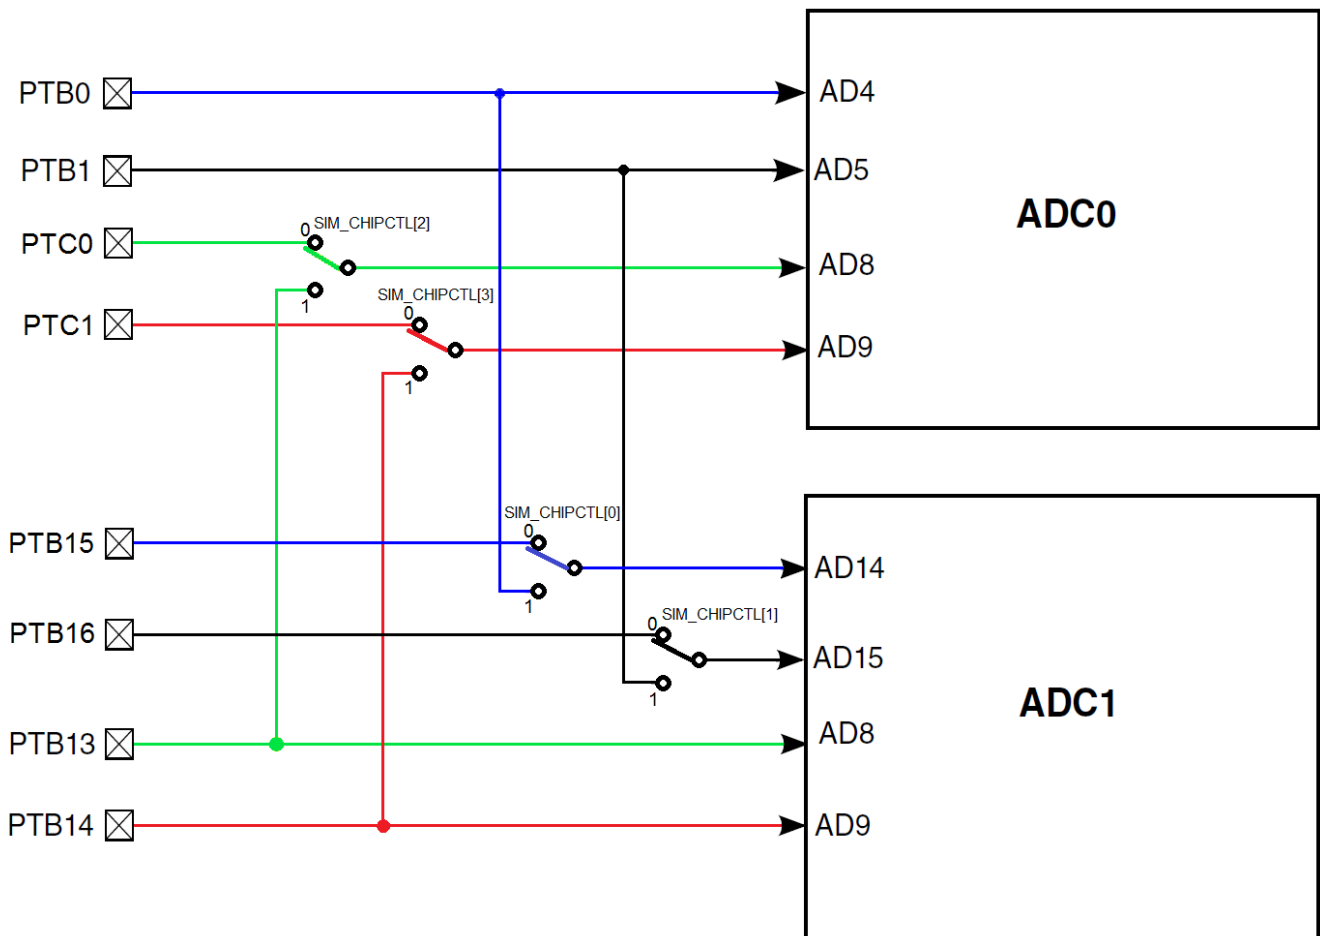 PTB0
AD4
PTB1
AD5
ADC0
SIM_CHIPCTL[2]
0
PTC0
AD8
SIM_CHIPCTL[3]
1
0
PTC1
AD9
1
SIM_CHIPCTL[0]
0
PTB15
AD14
1
SIM_CHIPCTL[1]
0
PTB16
AD15
1
ADC1
PTB13
AD8
PTB14
AD9